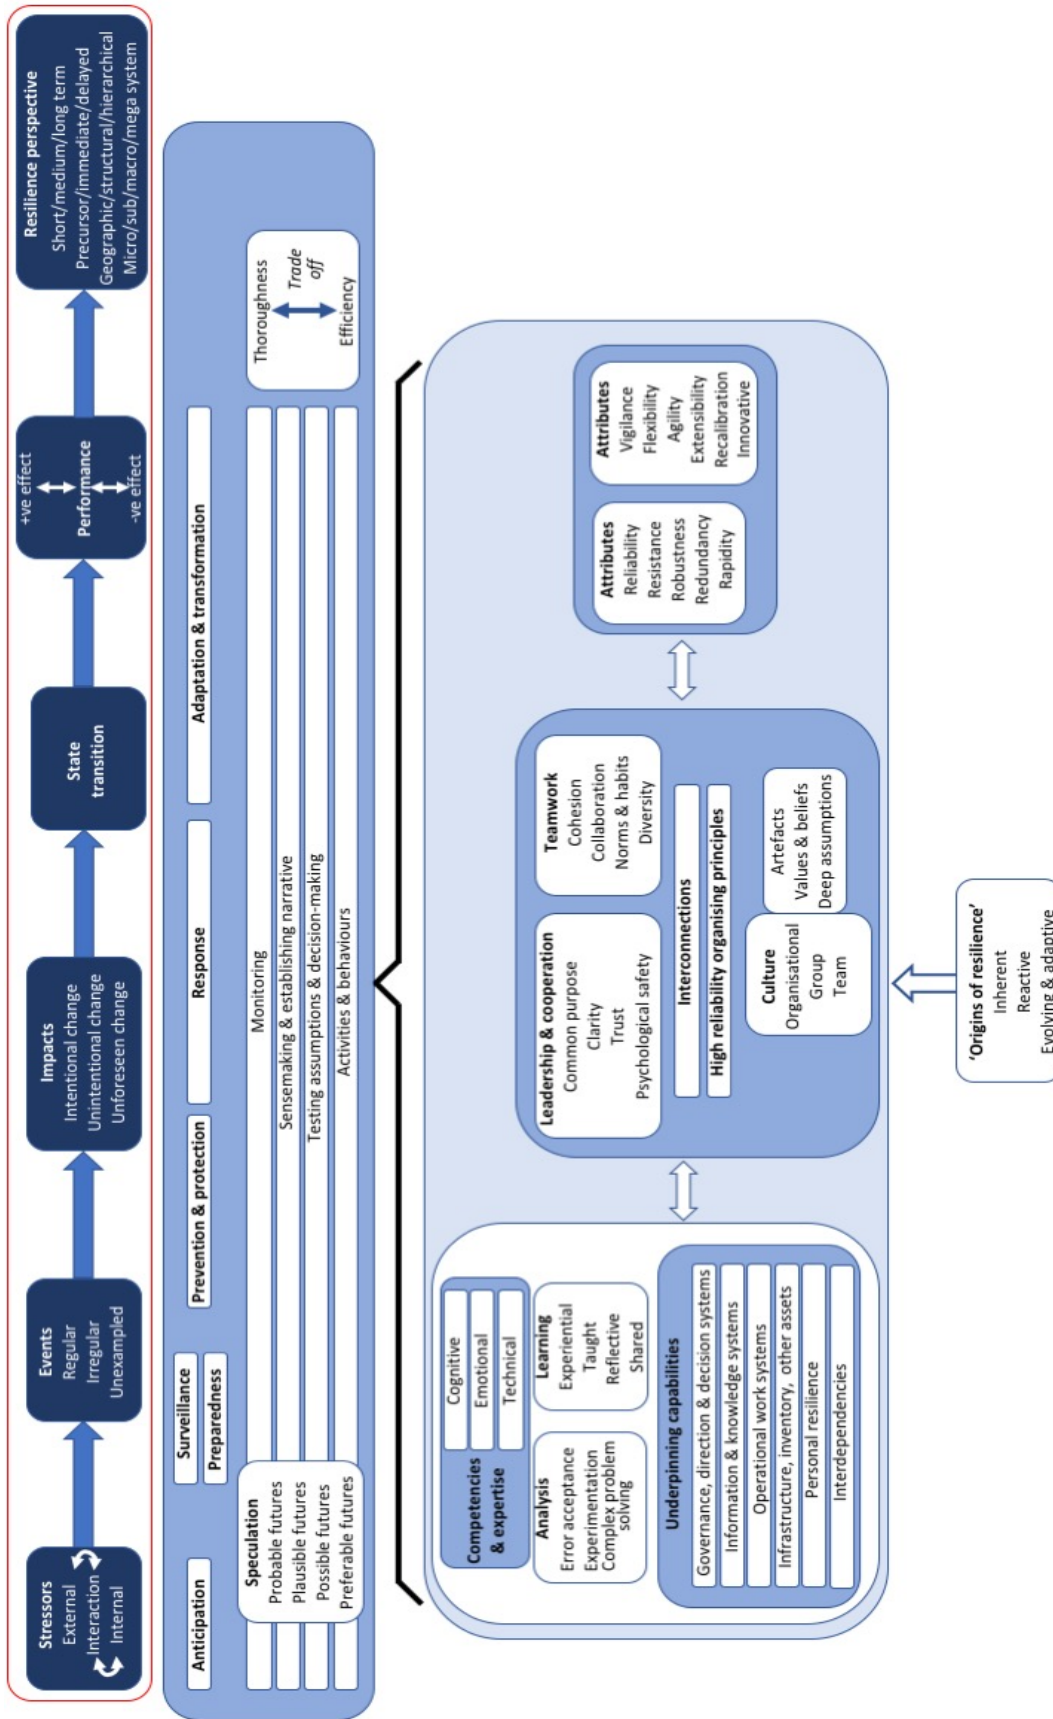 Stressors
External
Interaction
Internal
Events
Regular
Irregular
Unexampled
Impacts
Intentional change
Unintentional change
Unforeseen change
State
transition
+ve effect
Performance
-ve effect
Resilience perspective
Short/medium/long term
Precursor/immediate/delayed
Geographic/structural/hierarchical
Micro/sub/macro/mega system
Anticipation
Surveillance
Preparedness
Prevention & protection
Response
Adaptation & transformation
Speculation
Probable futures
Plausible futures
Possible futures
Preferable futures
Monitoring
Sensemaking & establishing narrative
Testing assumptions & decision-making
Activities & behaviours
Thoroughness
Trade
off
Efficiency
Competencies
& expertise
Cognitive
Emotional
Technical
Analysis
Error acceptance
Experimentation
Complex problem
solving
Learning
Experiential
Taught
Reflective
Shared
Underpinning capabilities
Governance, direction & decision systems
Information & knowledge systems
Operational work systems
Infrastructure, inventory, other assets
Personal resilience
Interdependencies
Leadership & cooperation
Common purpose
Clarity
Trust
Psychological safety
Teamwork
Cohesion
Collaboration
Norms & habits
Diversity
Interconnections
High reliability organising principles
Culture
Organisational
Group
Team
Artefacts
Values & beliefs
Deep assumptions
Attributes
Reliability
Resistance
Robustness
Redundancy
Rapidity
Attributes
Vigilance
Flexibility
Agility
Extensibility
Recalibration
Innovative
'Origins of resilience'
Inherent
Reactive
Evolving & adaptive